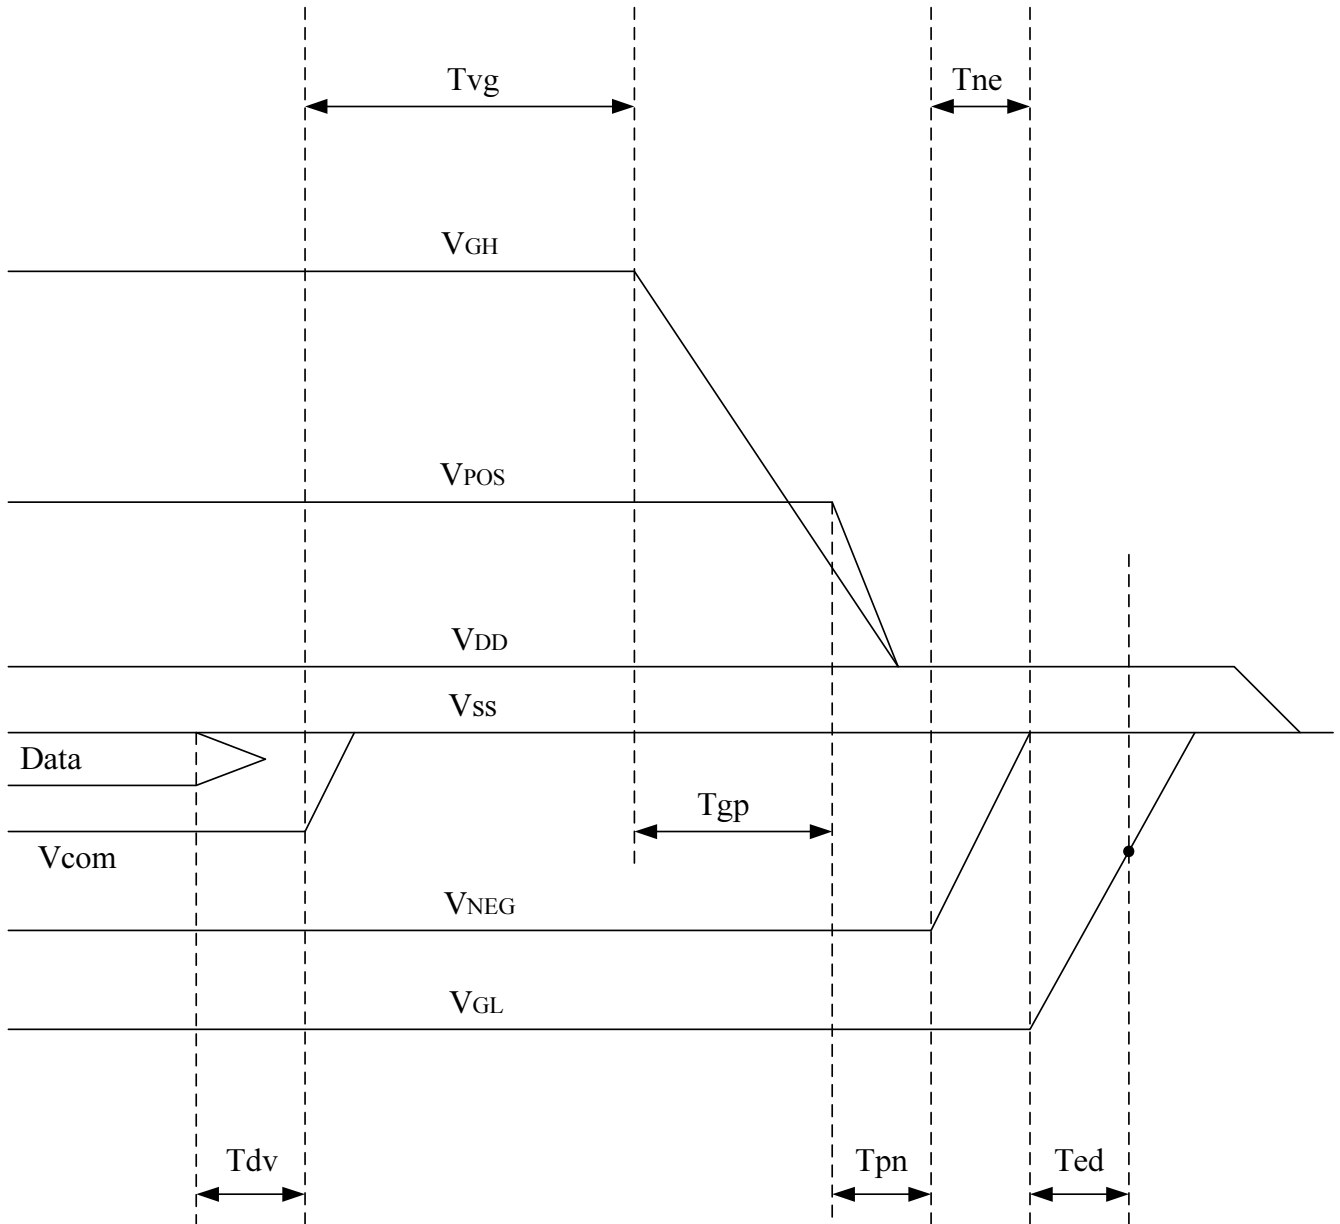 Tvg
Tne
VGH
VPOS
VDD
VSS
Data
Tgp
Vcom
VNEG
VGL
Tdv
Tpn
Ted